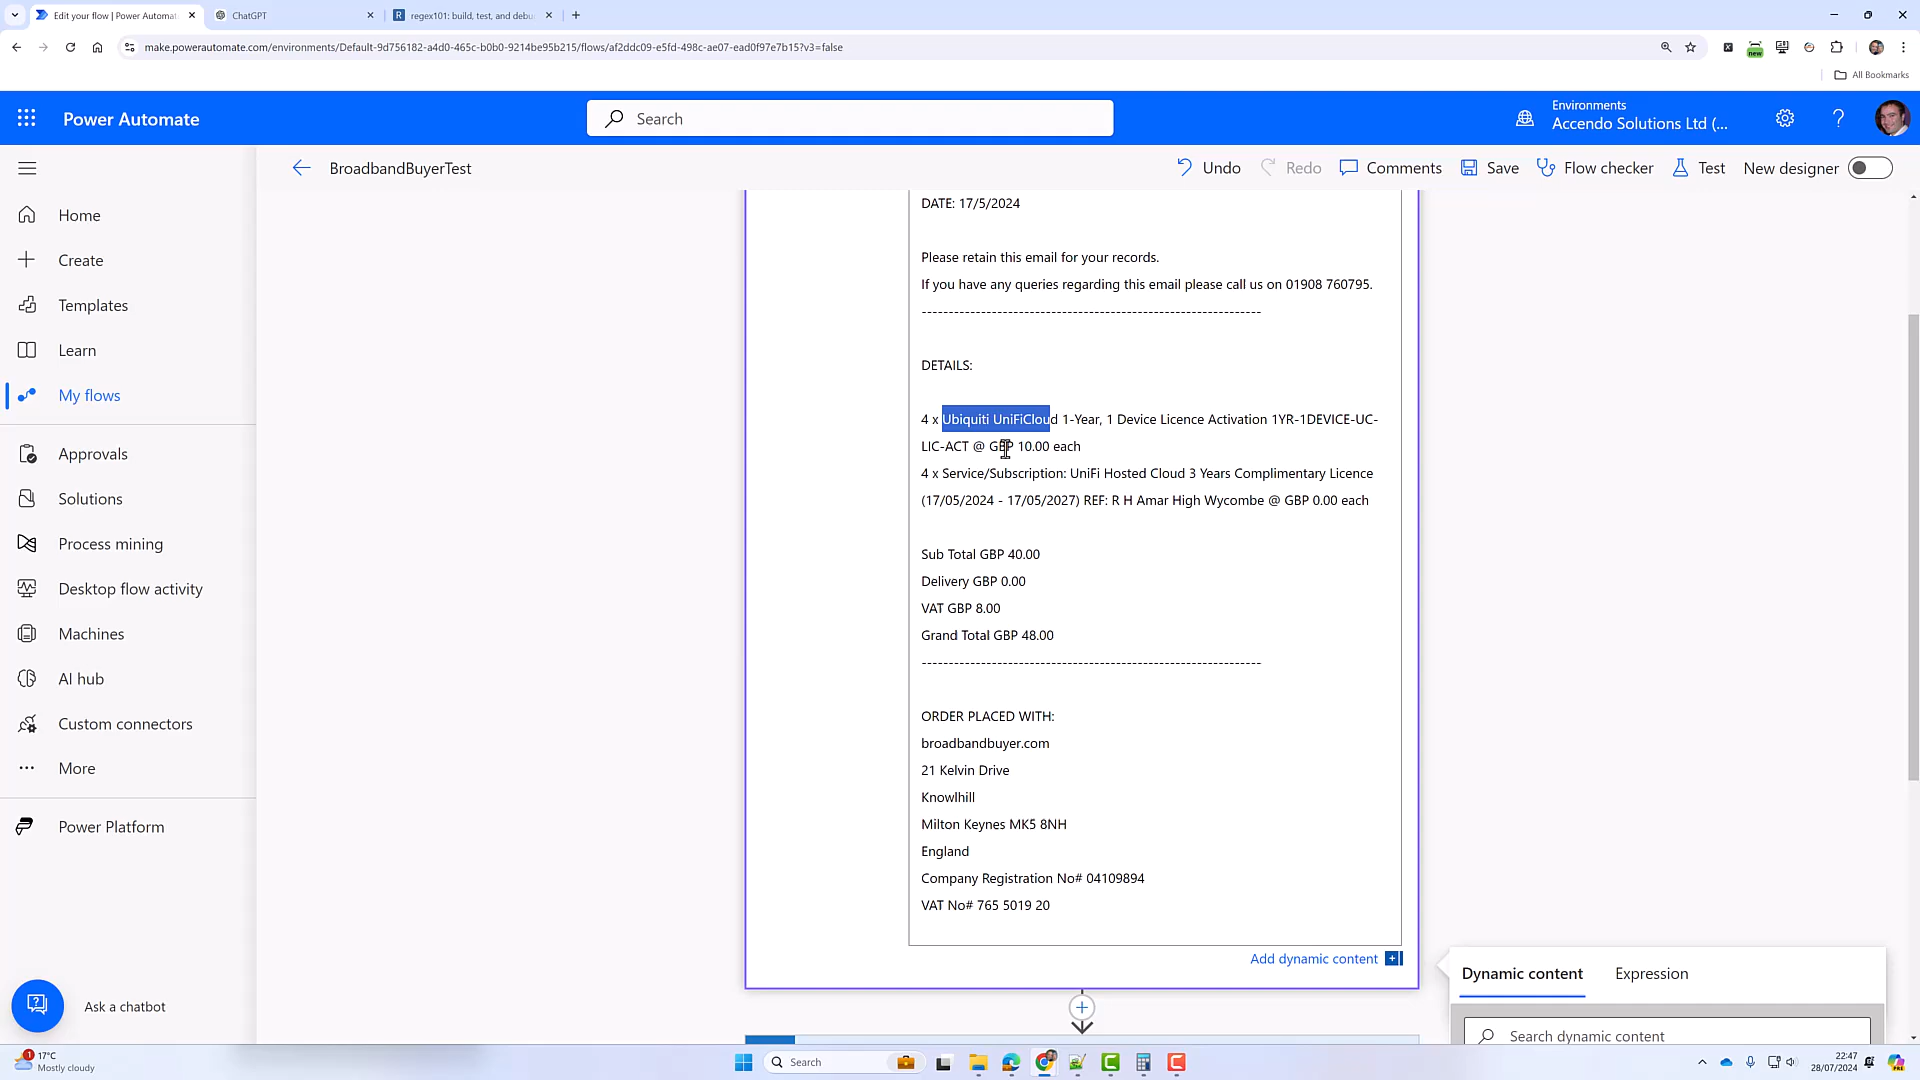 Edit your flow | Power Automat
ChatGPT
regex101: build, test, and debu
make.powerautomate.com/environments/Default-9d756182-a4d0-465c-b0b0-9214be95b215/flows/af2ddc09-e5fd-498c-ae07-ead0f97e7b15?v3=false
All Bookmarks
Power Automate
Search
Environments
Accendo Solutions Ltd (...
BroadbandBuyerTest
Undo
Redo
Comments
Save
Flow checker
Test
New designer
Home
Create
Templates
Learn
My flows
Approvals
Solutions
Process mining
Desktop flow activity
Machines
AI hub
Custom connectors
More
Power Platform
Ask a chatbot
DATE: 17/5/2024
Please retain this email for your records.
If you have any queries regarding this email please call us on 01908 760795.
---------------------------------------------------------------
DETAILS:
4 x Ubiquiti UniFiCloud 1-Year, 1 Device Licence Activation 1YR-1DEVICE-UC-
LIC-ACT @ GBP 10.00 each
4 x Service/Subscription: UniFi Hosted Cloud 3 Years Complimentary Licence
(17/05/2024 - 17/05/2027) REF: R H Amar High Wycombe @ GBP 0.00 each
Sub Total GBP 40.00
Delivery GBP 0.00
VAT GBP 8.00
Grand Total GBP 48.00
---------------------------------------------------------------
ORDER PLACED WITH:
broadbandbuyer.com
21 Kelvin Drive
Knowlhill
Milton Keynes MK5 8NH
England
Company Registration No# 04109894
VAT No# 765 5019 20
Add dynamic content
Dynamic content
Expression
Search dynamic content
1
17°C
Mostly cloudy
Search
22:47
28/07/2024